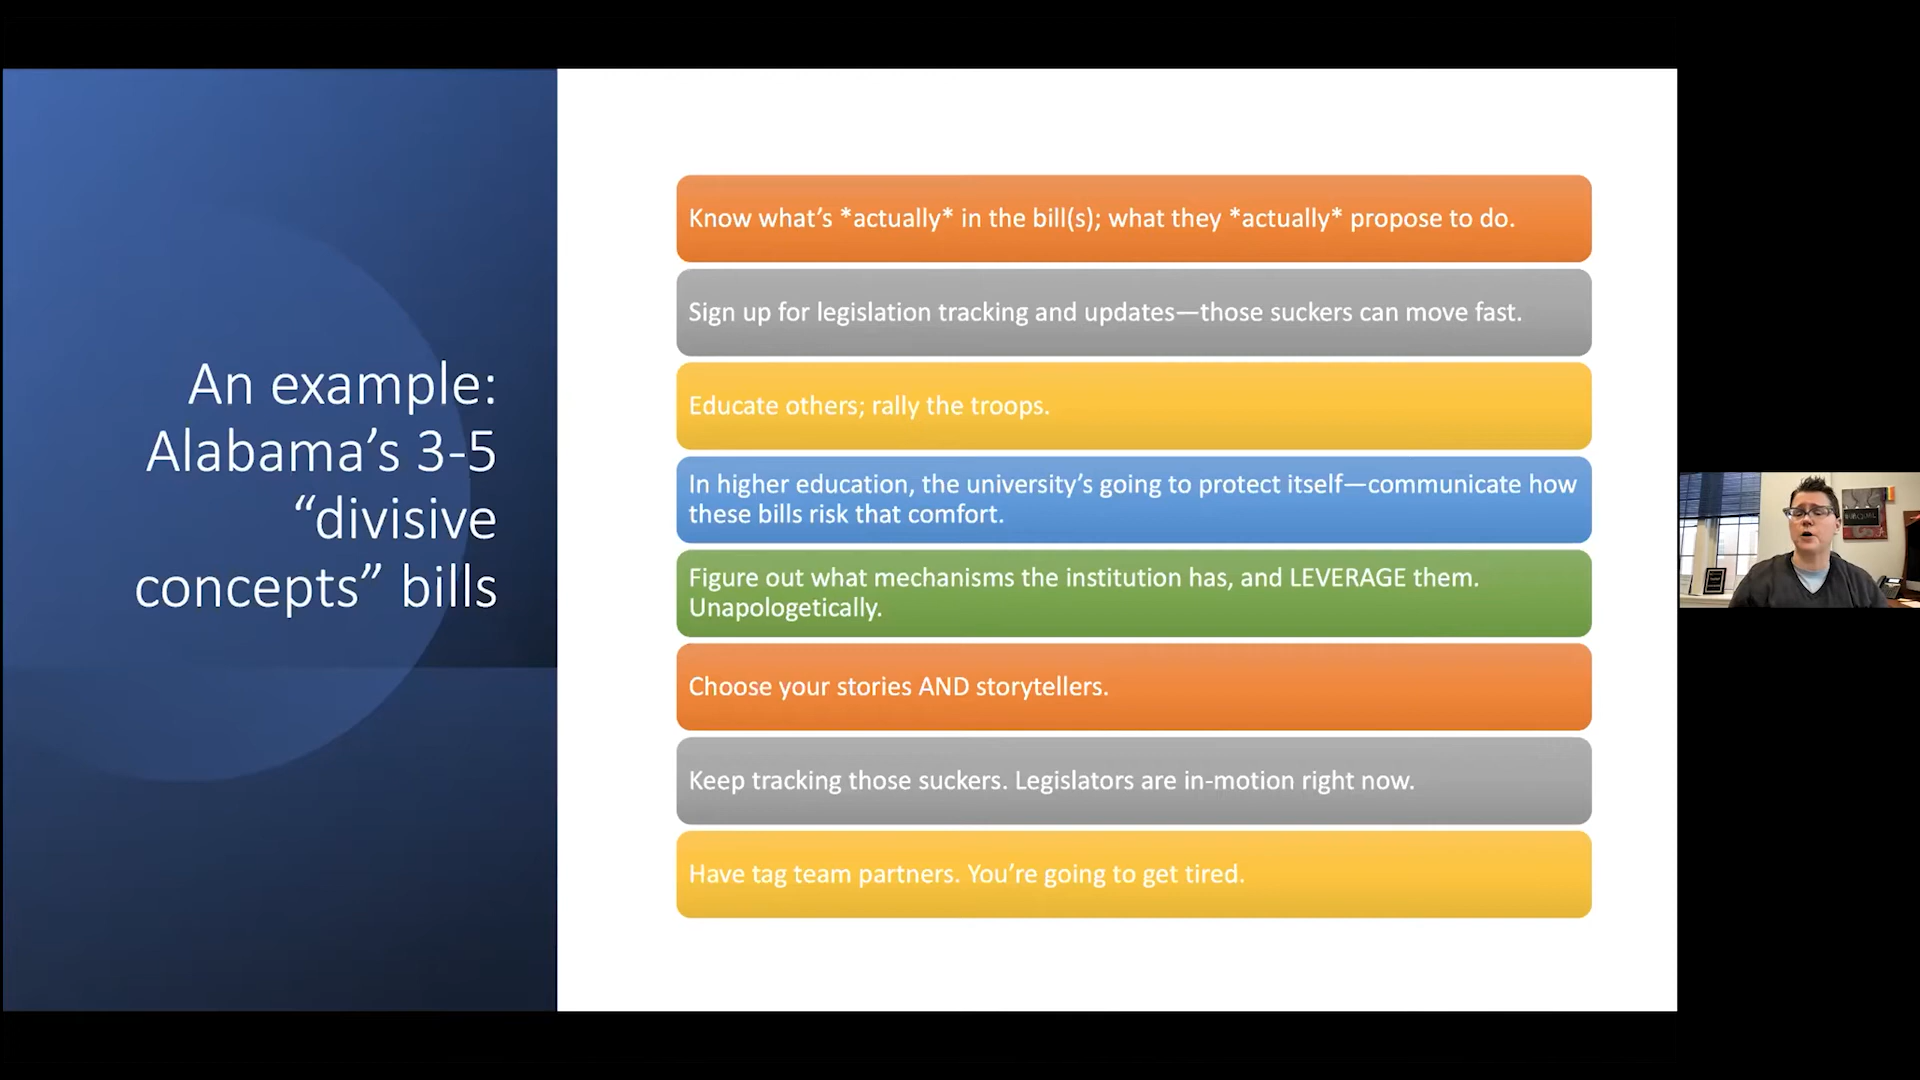 An example:
Alabama’s 3-5
“divisive
concepts” bills
Know what’s *actually* in the bill(s); what they *actually* propose to do.
Sign up for legislation tracking and updates—those suckers can move fast.
Educate others; rally the troops.
In higher education, the university’s going to protect itself—communicate how
these bills risk that comfort.
Figure out what mechanisms the institution has, and LEVERAGE them.
Unapologetically.
Choose your stories AND storytellers.
Keep tracking those suckers. Legislators are in-motion right now.
Have tag team partners. You’re going to get tired.